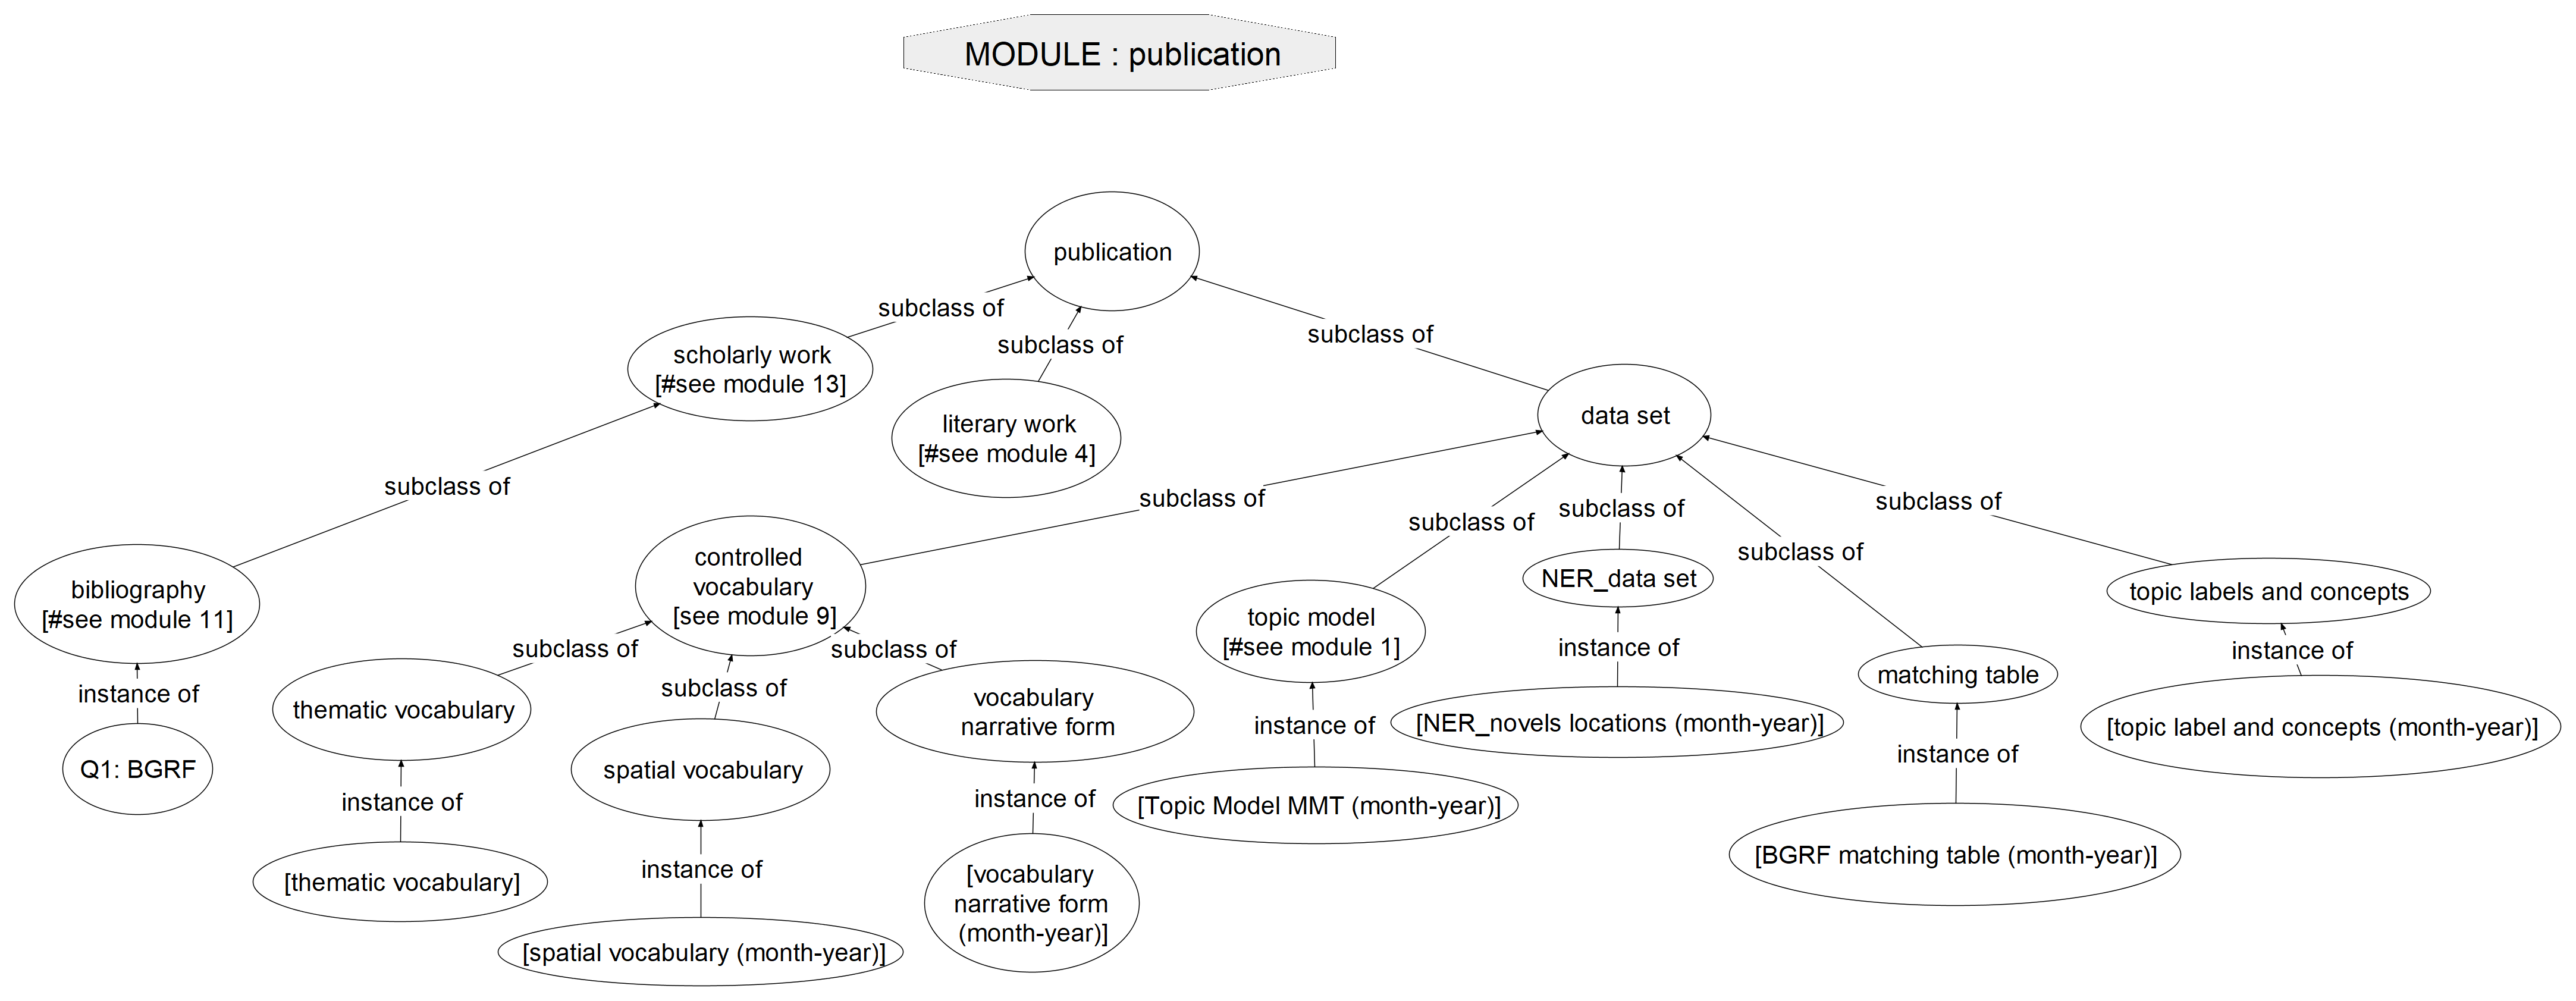 MODULE : publication
publication
subclass of
subclass of
subclass of
scholarly work
[#see module 13]
literary work
[#see module 4]
data set
subclass of
subclass of
subclass of
subclass of
subclass of
subclass of
bibliography
[#see module 11]
controlled
vocabulary
[see module 9]
topic model
[#see module 1]
NER_data set
matching table
topic labels and concepts
instance of
subclass of
subclass of
subclass of
instance of
instance of
instance of
instance of
Q1: BGRF
thematic vocabulary
spatial vocabulary
vocabulary
narrative form
[Topic Model MMT (month-year)]
[NER_novels locations (month-year)]
[BGRF matching table (month-year)]
[topic label and concepts (month-year)]
instance of
instance of
instance of
[thematic vocabulary]
[spatial vocabulary (month-year)]
[vocabulary
narrative form
(month-year)]